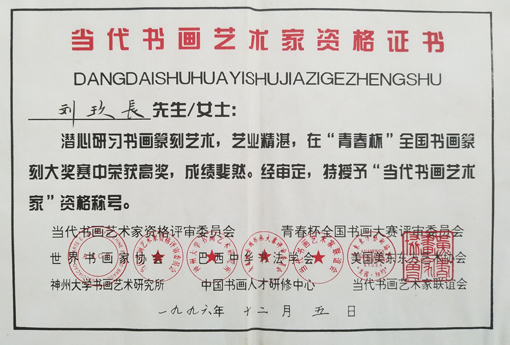 当代书画艺术家资格证书
DANGDAISHUHUAYISHUJIAZIGEZHENGSHU
刘玖長 先生/女士:
潜心研习书画篆刻艺术，艺业精湛，在“青春杯”全国书画篆
刻大奖赛中荣获高奖，成绩斐然。经审定，特授予“当代书画艺术
家”资格称号。
当代书画艺术家资格评审委员会 青春杯全国书画大赛评审委员会
世界书画家协会 巴西中华书法学会 美国美东东方艺术协会
神州大学书画艺术研究所 中国书画人才研修中心 当代书画艺术家联谊会
一九九六年 十二月 五日